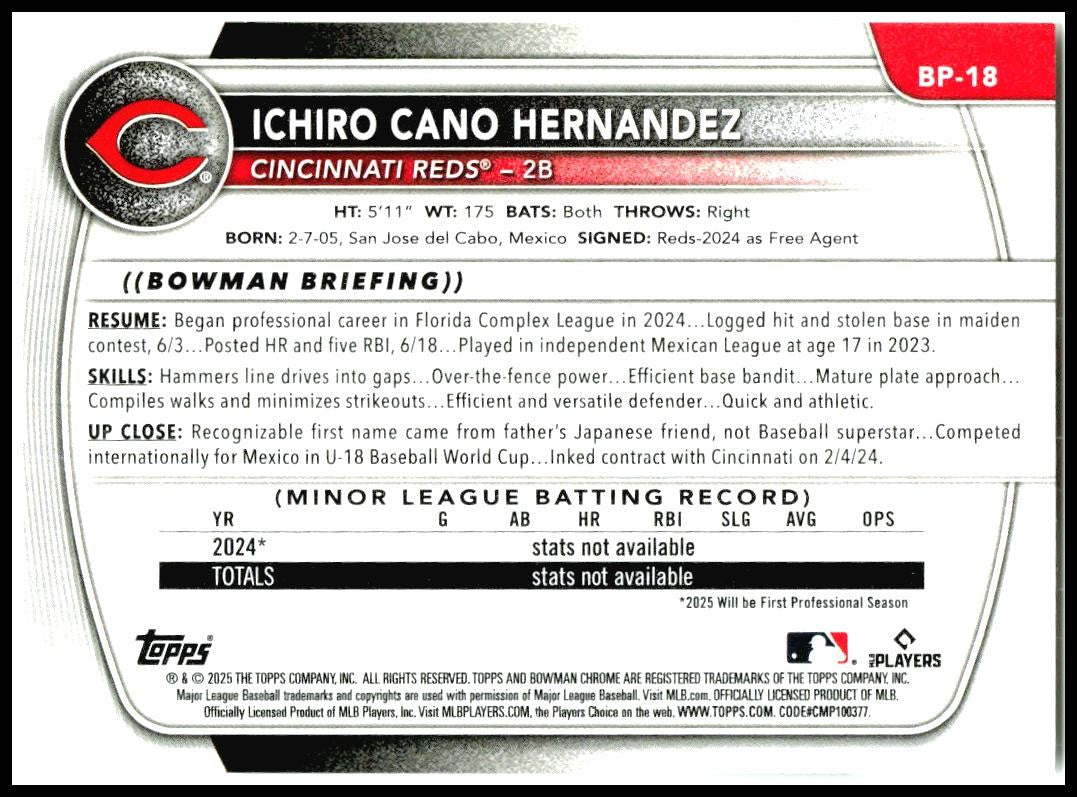 BP-18
ICHIRO CANO HERNANDEZ
CINCINNATI REDS® – 2B
HT: 5'11" WT: 175 BATS: Both THROWS: Right
BORN: 2-7-05, San Jose del Cabo, Mexico SIGNED: Reds-2024 as Free Agent
((BOWMAN BRIEFING))
RESUME: Began professional career in Florida Complex League in 2024...Logged hit and stolen base in maiden
contest, 6/3...Posted HR and five RBI, 6/18...Played in independent Mexican League at age 17 in 2023.
SKILLS: Hammers line drives into gaps...Over-the-fence power...Efficient base bandit...Mature plate approach...
Compiles walks and minimizes strikeouts...Efficient and versatile defender...Quick and athletic.
UP CLOSE: Recognizable first name came from father's Japanese friend, not Baseball superstar...Competed
internationally for Mexico in U-18 Baseball World Cup...Inked contract with Cincinnati on 2/4/24.
(MINOR LEAGUE BATTING RECORD)
YR G AB HR RBI SLG AVG OPS
2024* stats not available
TOTALS stats not available
*2025 Will be First Professional Season
Topps® MLB PLAYERS
® & © 2025 THE TOPPS COMPANY, INC. ALL RIGHTS RESERVED. TOPPS AND BOWMAN CHROME ARE REGISTERED TRADEMARKS OF THE TOPPS COMPANY, INC.
Major League Baseball trademarks and copyrights are used with permission of Major League Baseball. Visit MLB.com. OFFICIALLY LICENSED PRODUCT OF MLB.
Officially Licensed Product of MLB Players, Inc. Visit MLBPLAYERS.COM, the Players Choice on the web. WWW.TOPPS.COM. CODE#CMP100377.